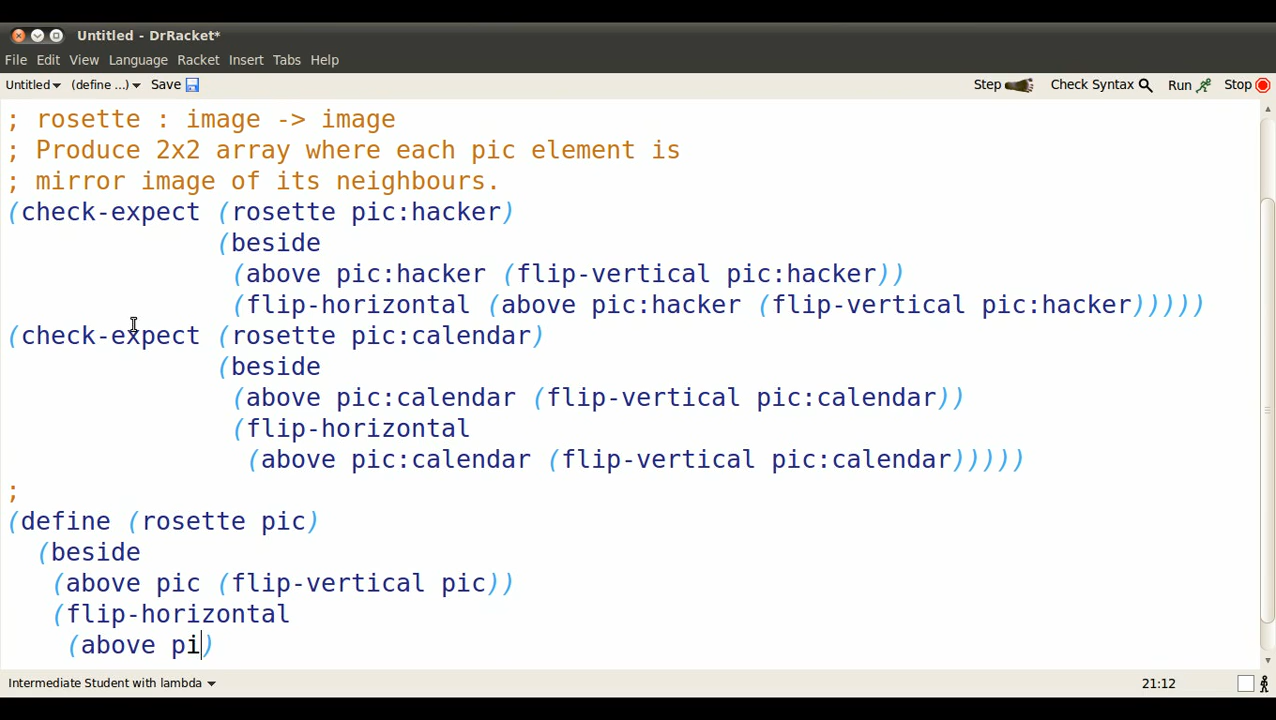 Untitled - DrRacket*
File Edit View Language Racket Insert Tabs Help
Untitled (define ...) Save Step Check Syntax Run Stop
; rosette : image -> image
; Produce 2x2 array where each pic element is
; mirror image of its neighbours.
(check-expect (rosette pic:hacker)
(beside
(above pic:hacker (flip-vertical pic:hacker))
(flip-horizontal (above pic:hacker (flip-vertical pic:hacker)))))
(check-expect (rosette pic:calendar)
(beside
(above pic:calendar (flip-vertical pic:calendar))
(flip-horizontal
(above pic:calendar (flip-vertical pic:calendar)))))
;
(define (rosette pic)
(beside
(above pic (flip-vertical pic))
(flip-horizontal
(above pi)
Intermediate Student with lambda 21:12